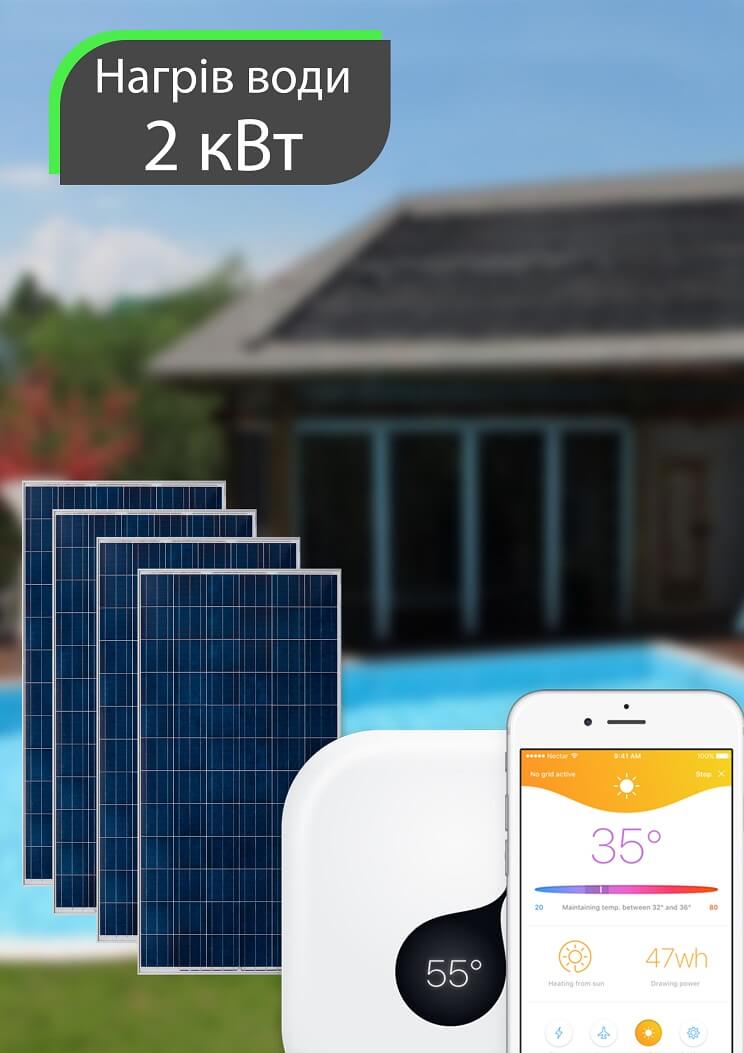 Нагрів води
2 кВт
Nectar 9:41 AM 100%
No grid active Stop
35°
20 Maintaining temp. between 32° and 36° 80
47wh
Heating from sun Drawing power
55°